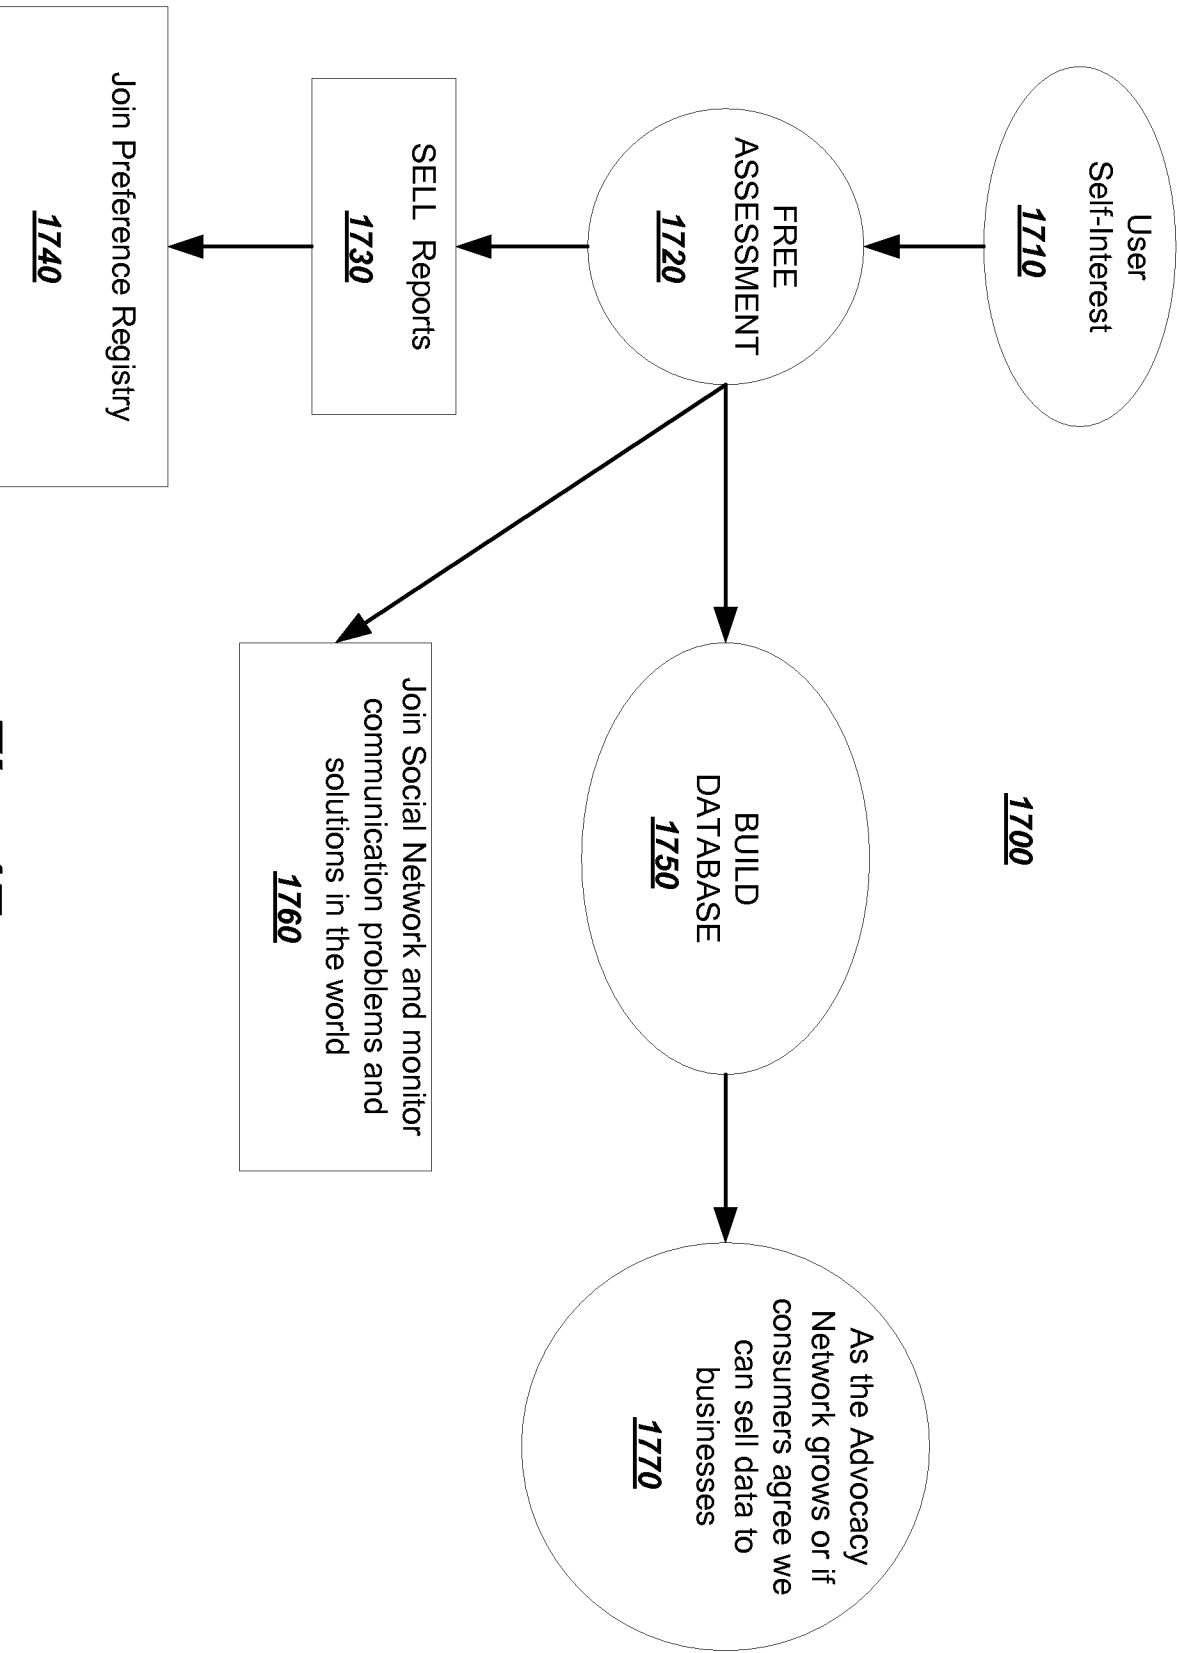 1700
User
Self-Interest
1710
FREE
ASSESSMENT
1720
BUILD
DATABASE
1750
As the Advocacy
Network grows or if
consumers agree we
can sell data to
businesses
1770
SELL Reports
1730
Join Social Network and monitor
communication problems and
solutions in the world
1760
Join Preference Registry
1740